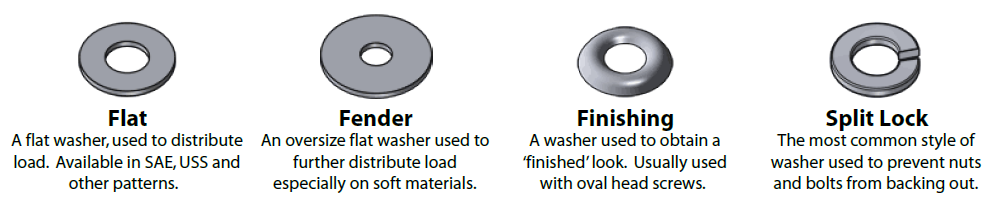 Flat
A flat washer, used to distribute
load. Available in SAE, USS and
other patterns.
Fender
An oversize flat washer used to
further distribute load
especially on soft materials.
Finishing
A washer used to obtain a
‘finished’ look. Usually used
with oval head screws.
Split Lock
The most common style of
washer used to prevent nuts
and bolts from backing out.